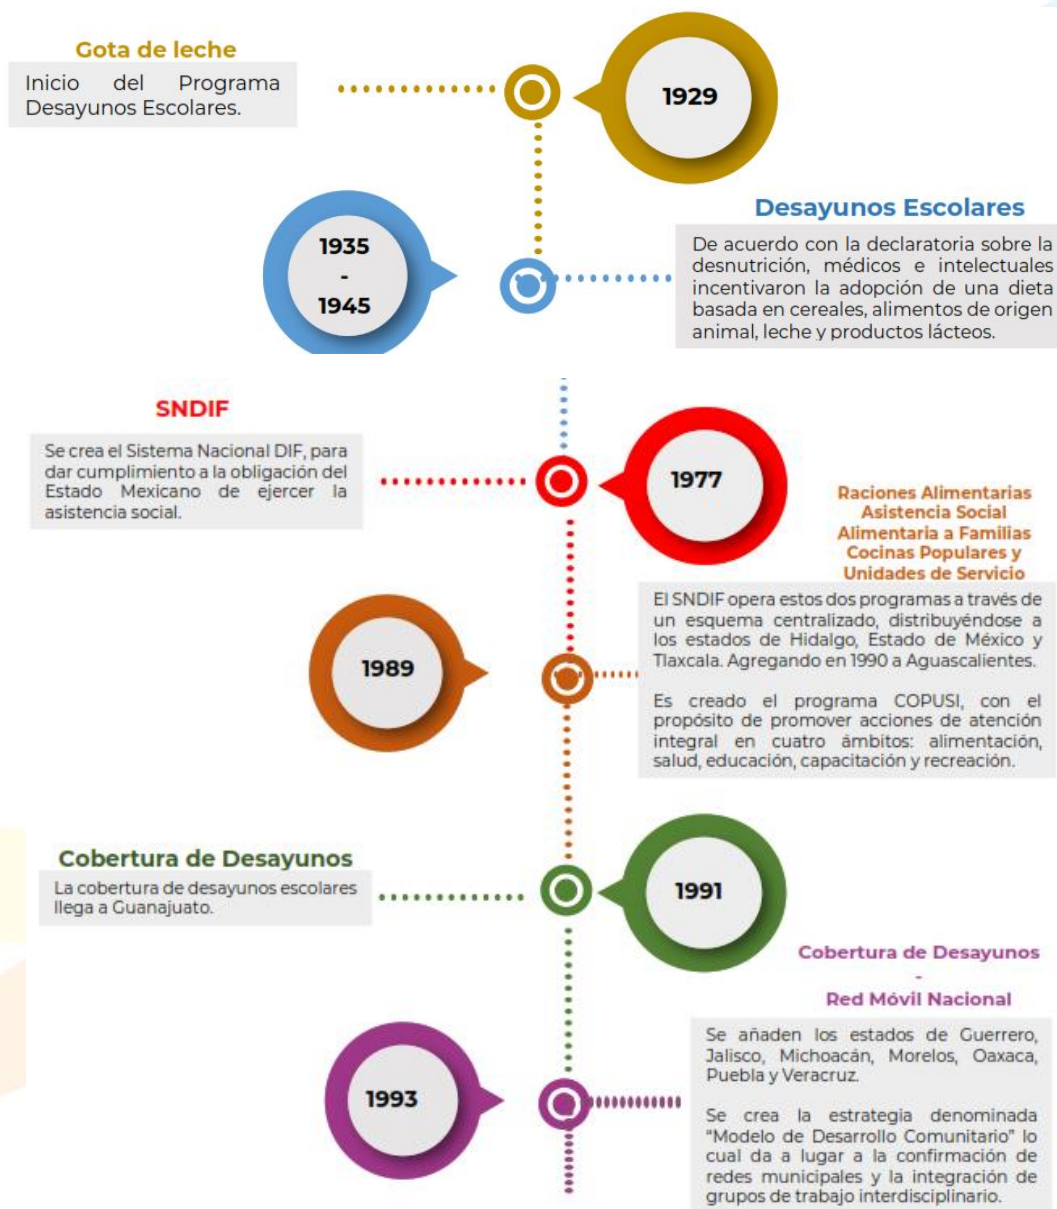 Gota de leche
Inicio del Programa
Desayunos Escolares.
1929
1935
-
1945
Desayunos Escolares
De acuerdo con la declaratoria sobre la
desnutrición, médicos e intelectuales
incentivaron la adopción de una dieta
basada en cereales, alimentos de origen
animal, leche y productos lácteos.
SNDIF
Se crea el Sistema Nacional DIF, para
dar cumplimiento a la obligación del
Estado Mexicano de ejercer la
asistencia social.
1977
Raciones Alimentarias
Asistencia Social
Alimentaria a Familias
Cocinas Populares y
Unidades de Servicio
El SNDIF opera estos dos programas a través de
un esquema centralizado, distribuyéndose a
los estados de Hidalgo, Estado de México y
Tlaxcala. Agregando en 1990 a Aguascalientes.
Es creado el programa COPUSI, con el
propósito de promover acciones de atención
integral en cuatro ámbitos: alimentación,
salud, educación, capacitación y recreación.
1989
Cobertura de Desayunos
La cobertura de desayunos escolares
llega a Guanajuato.
1991
Cobertura de Desayunos
-
Red Móvil Nacional
Se añaden los estados de Guerrero,
Jalisco, Michoacán, Morelos, Oaxaca,
Puebla y Veracruz.
Se crea la estrategia denominada
“Modelo de Desarrollo Comunitario” lo
cual da a lugar a la confirmación de
redes municipales y la integración de
grupos de trabajo interdisciplinario.
1993